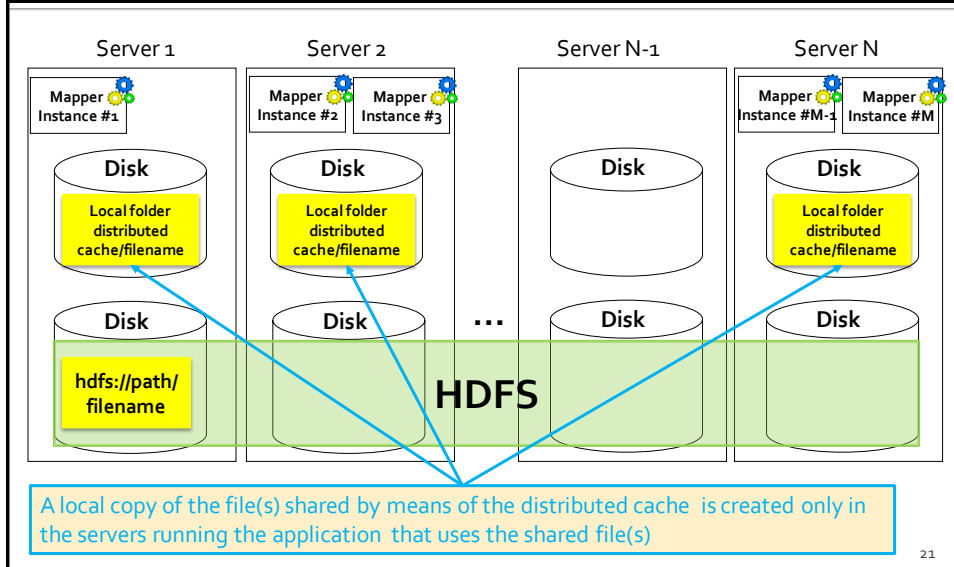 Server 1
Server 2
Server N-1
Server N
Mapper
Instance #1
Mapper
Instance #2
Mapper
Instance #3
Mapper
Instance #M-1
Mapper
Instance #M
Disk
Disk
Disk
Disk
Local folder
distributed
cache/filename
Local folder
distributed
cache/filename
Local folder
distributed
cache/filename
Disk
Disk
...
Disk
Disk
hdfs://path/
filename
HDFS
A local copy of the file(s) shared by means of the distributed cache is created only in
the servers running the application that uses the shared file(s)
21